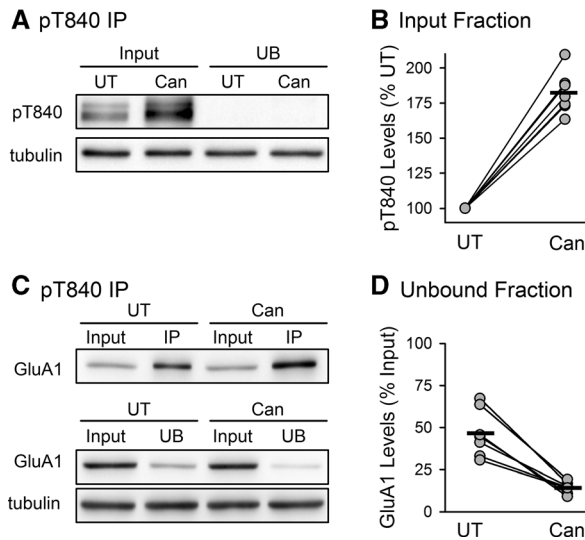 A pT840 IP
Input UB
UT Can UT Can
pT840
tubulin
B Input Fraction
pT840 Levels (% UT)
200
175
150
125
100
UT Can
C pT840 IP
UT Can
Input IP Input IP
GluA1
UT Can
Input UB Input UB
GluA1
tubulin
D Unbound Fraction
GluA1 Levels (% Input)
100
75
50
25
0
UT Can